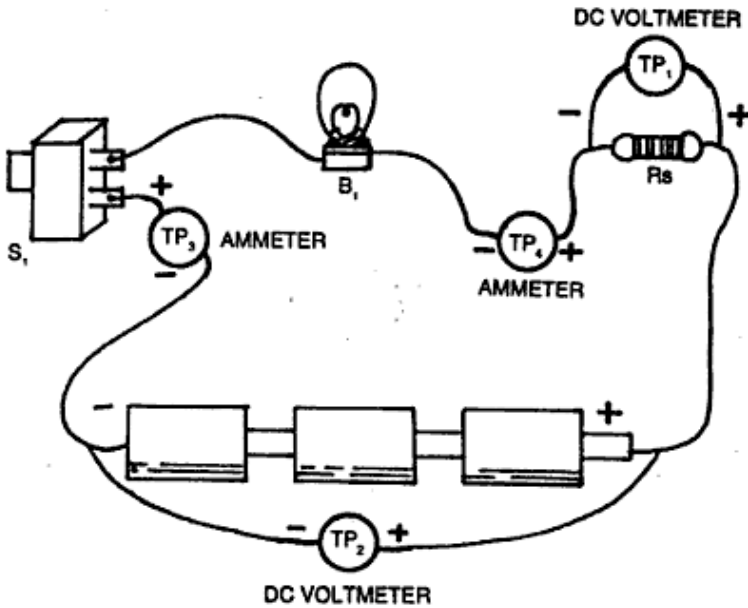 DC VOLTMETER
TP₁
− +
Rs
B₁
S₁
+
TP₃ AMMETER
−
− TP₄ +
AMMETER
− +
− TP₂ +
DC VOLTMETER